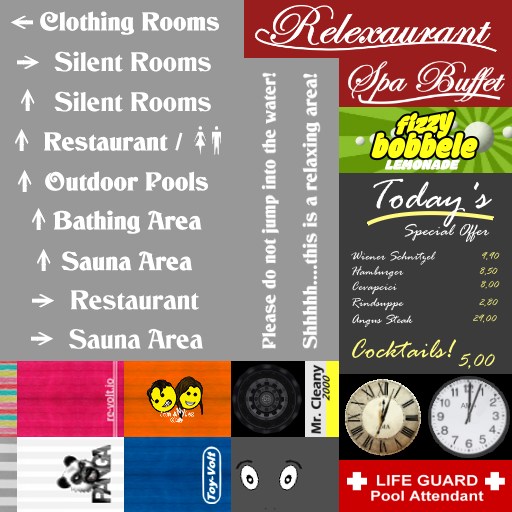 ← Clothing Rooms
→ Silent Rooms
↑ Silent Rooms
↑ Restaurant /
↑ Outdoor Pools
↑ Bathing Area
↑ Sauna Area
→ Restaurant
→ Sauna Area
Please do not jump into the water!
Shhhhh....this is a relaxing area!
Relexaurant
Spa Buffet
fizzy
bobbele
LEMONADE
Today's
Special Offer
Wiener Schnitzel 9,90
Hamburger 8,50
Cevapcici 8,00
Rindsuppe 2,80
Angus Steak 29,00
Cocktails! 5,00
re-volt.io
Mr. Cleany
2000
PANGA
Toy-Volt
LIFE GUARD
Pool Attendant